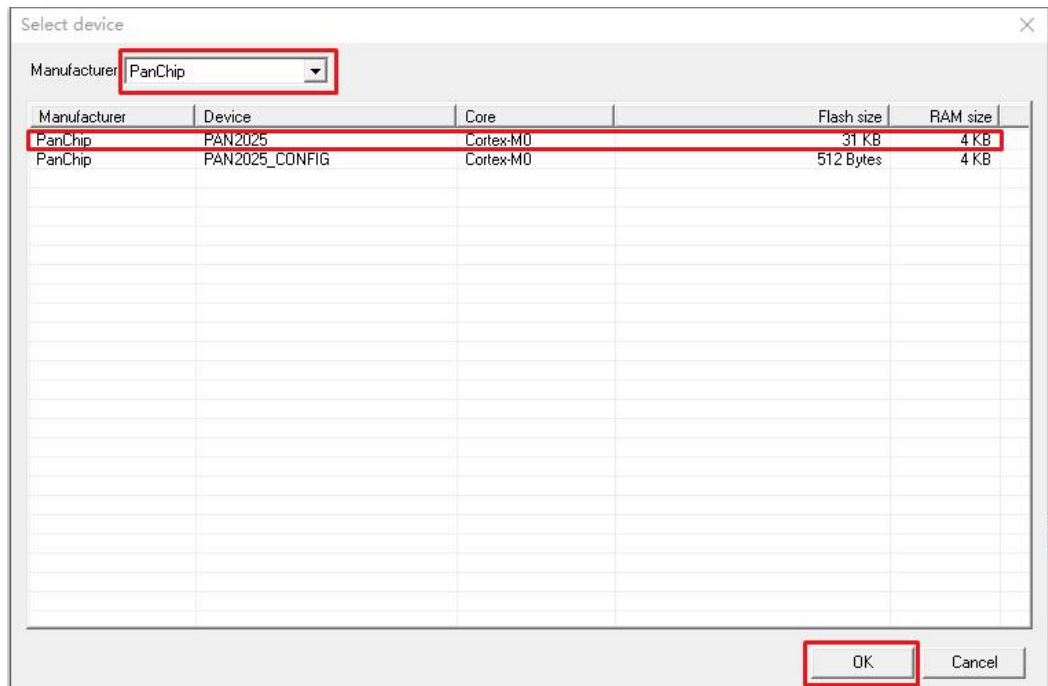 Select device
Manufacturer PanChip
Manufacturer Device Core Flash size RAM size
PanChip PAN2025 Cortex-M0 31 KB 4 KB
PanChip PAN2025_CONFIG Cortex-M0 512 Bytes 4 KB
OK Cancel